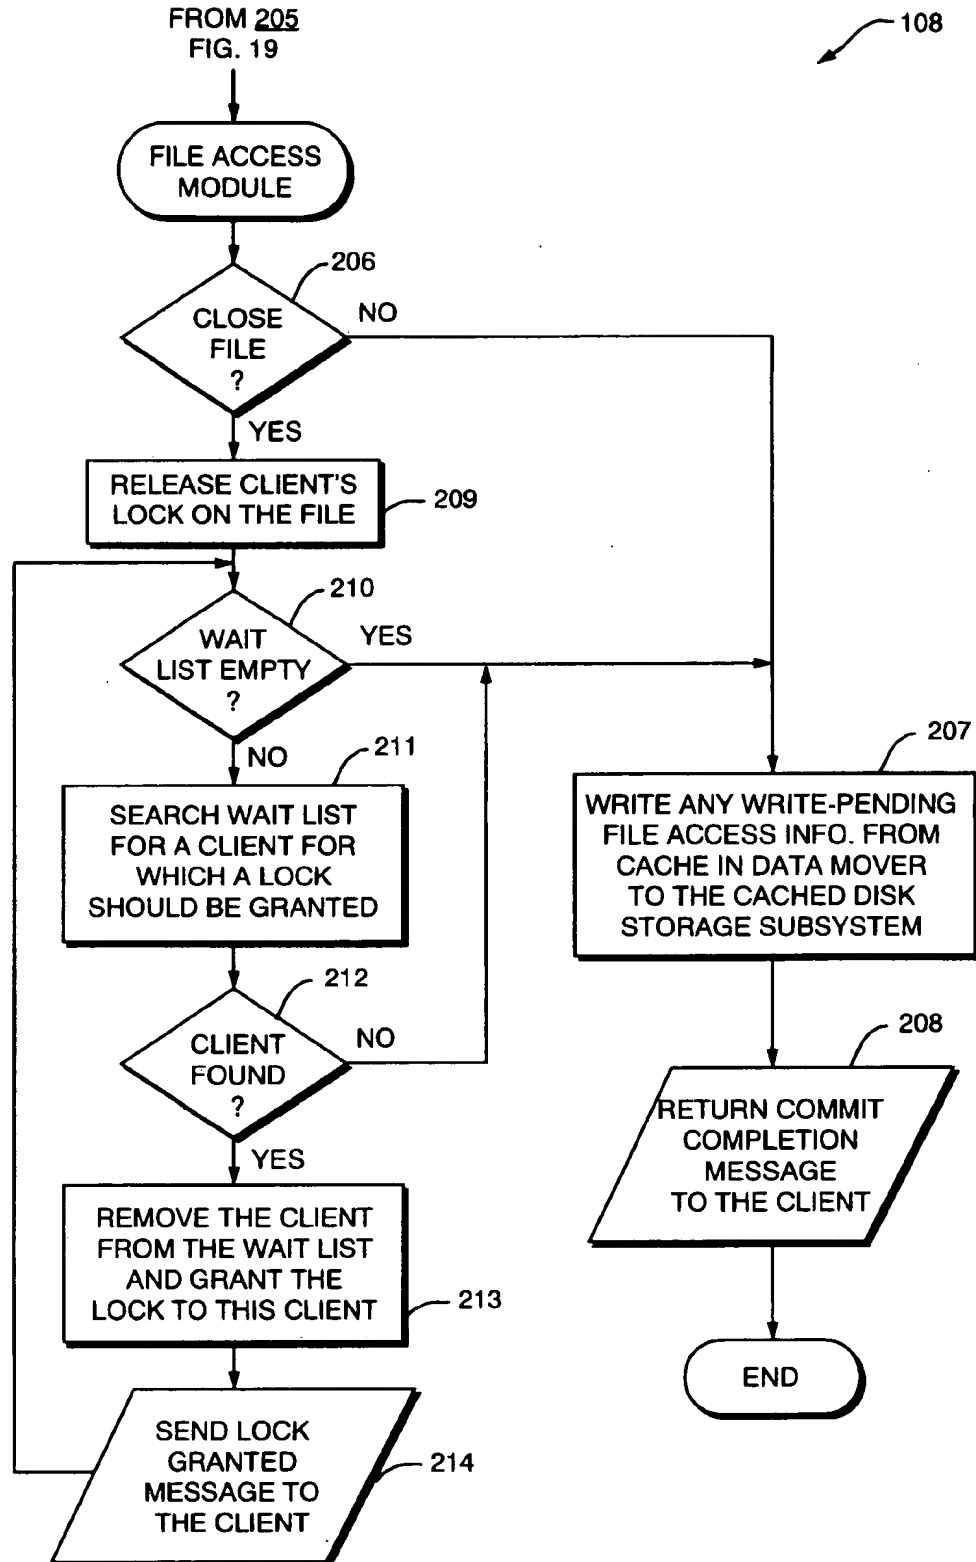 FROM 205
FIG. 19
108
FILE ACCESS
MODULE
206
CLOSE
FILE
?
NO
YES
RELEASE CLIENT'S
LOCK ON THE FILE
209
210
WAIT
LIST EMPTY
?
YES
NO
211
SEARCH WAIT LIST
FOR A CLIENT FOR
WHICH A LOCK
SHOULD BE GRANTED
212
CLIENT
FOUND
?
NO
YES
REMOVE THE CLIENT
FROM THE WAIT LIST
AND GRANT THE
LOCK TO THIS CLIENT
213
SEND LOCK
GRANTED
MESSAGE TO
THE CLIENT
214
207
WRITE ANY WRITE-PENDING
FILE ACCESS INFO. FROM
CACHE IN DATA MOVER
TO THE CACHED DISK
STORAGE SUBSYSTEM
208
RETURN COMMIT
COMPLETION
MESSAGE
TO THE CLIENT
END